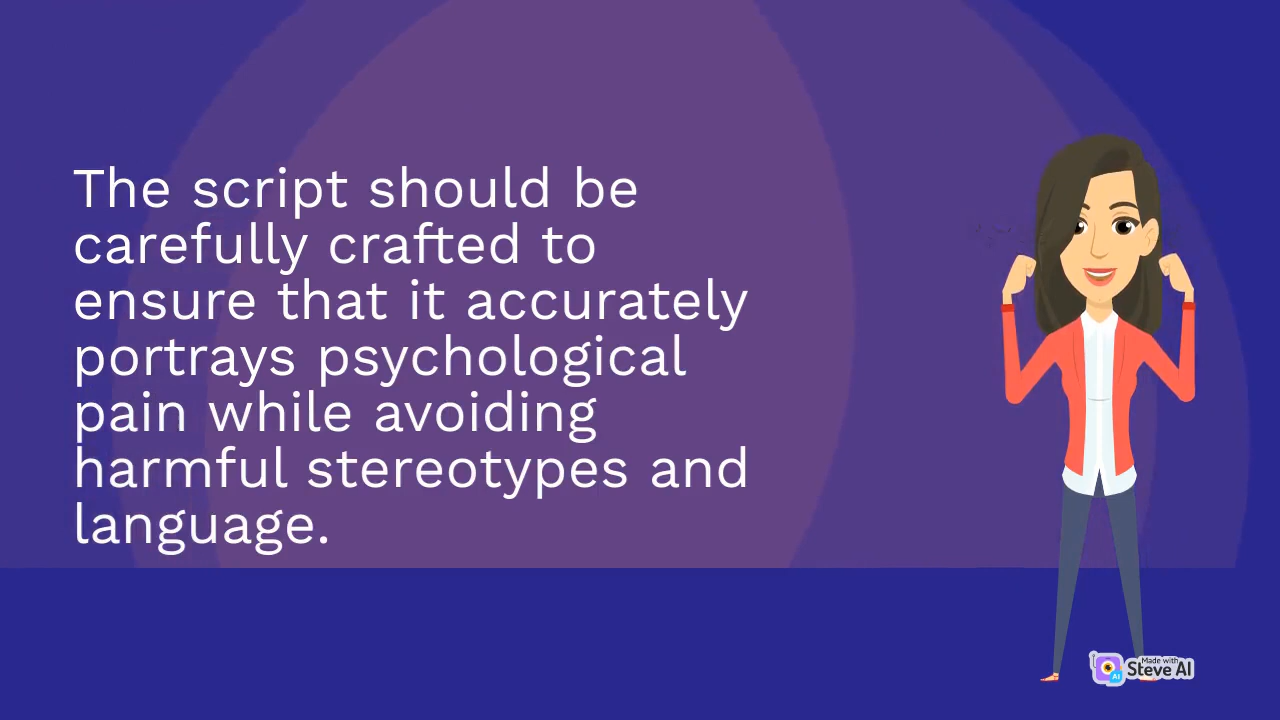 The script should be
carefully crafted to
ensure that it accurately
portrays psychological
pain while avoiding
harmful stereotypes and
language.
Made with
Steve AI
AI